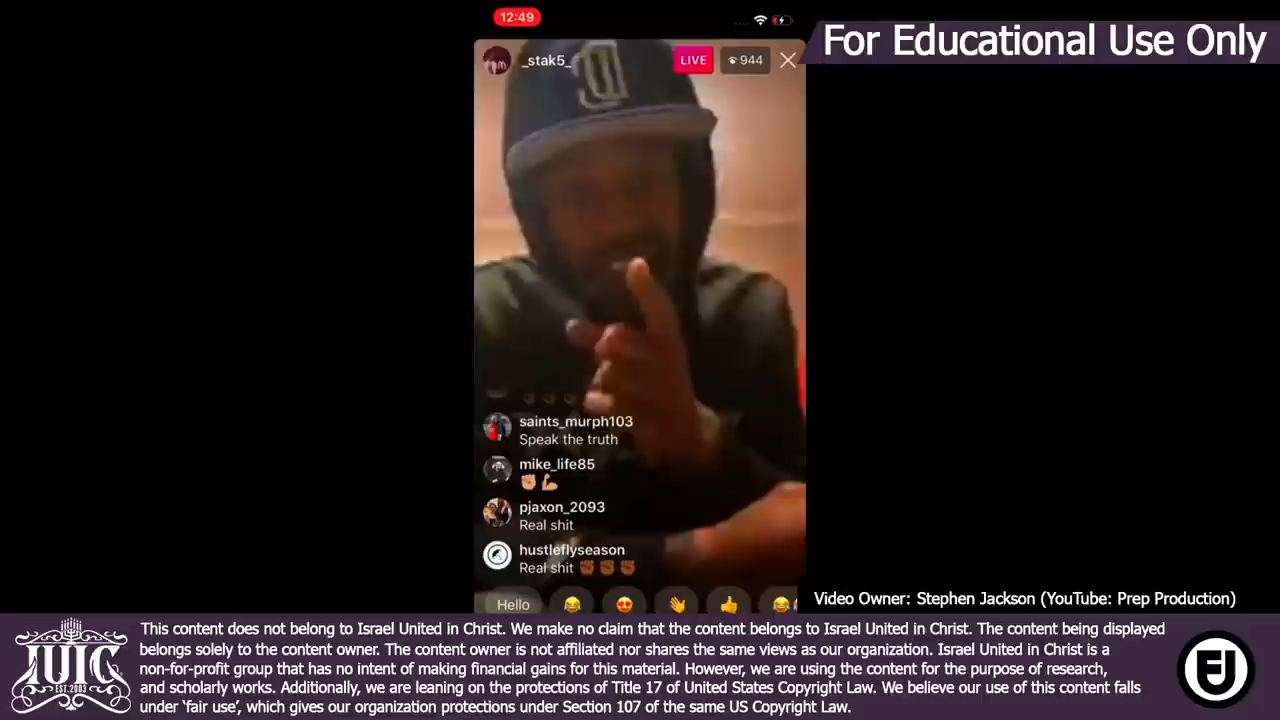 12:49
For Educational Use Only
_stak5_
LIVE
944
saints_murph103
Speak the truth
mike_life85
pjaxon_2093
Real shit
hustleflyseason
Real shit
Hello
Video Owner: Stephen Jackson (YouTube: Prep Production)
This content does not belong to Israel United in Christ. We make no claim that the content belongs to Israel United in Christ. The content being displayed
belongs solely to the content owner. The content owner is not affiliated nor shares the same views as our organization. Israel United in Christ is a
non-for-profit group that has no intent of making financial gains for this material. However, we are using the content for the purpose of research,
and scholarly works. Additionally, we are leaning on the protections of Title 17 of United States Copyright Law. We believe our use of this content falls
under 'fair use', which gives our organization protections under Section 107 of the same US Copyright Law.
IUIC
EST. 2003